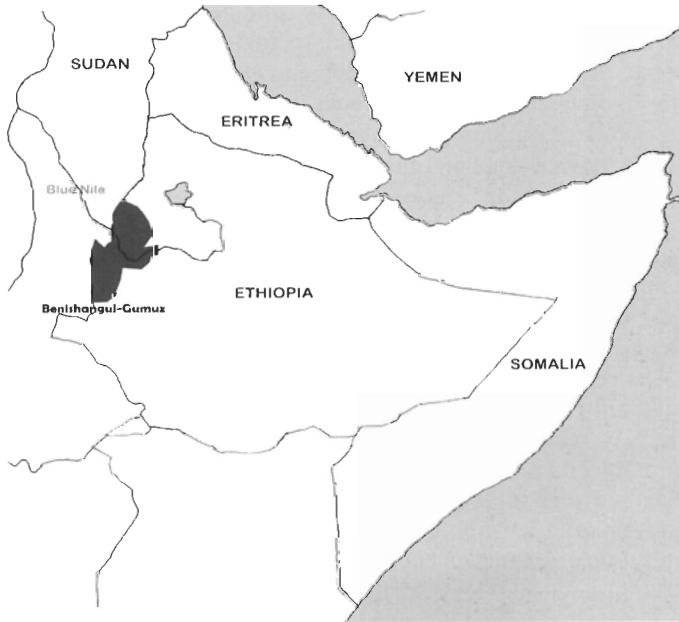 SUDAN
YEMEN
ERITREA
Blue Nile
ETHIOPIA
Benishangul-Gumuz
SOMALIA